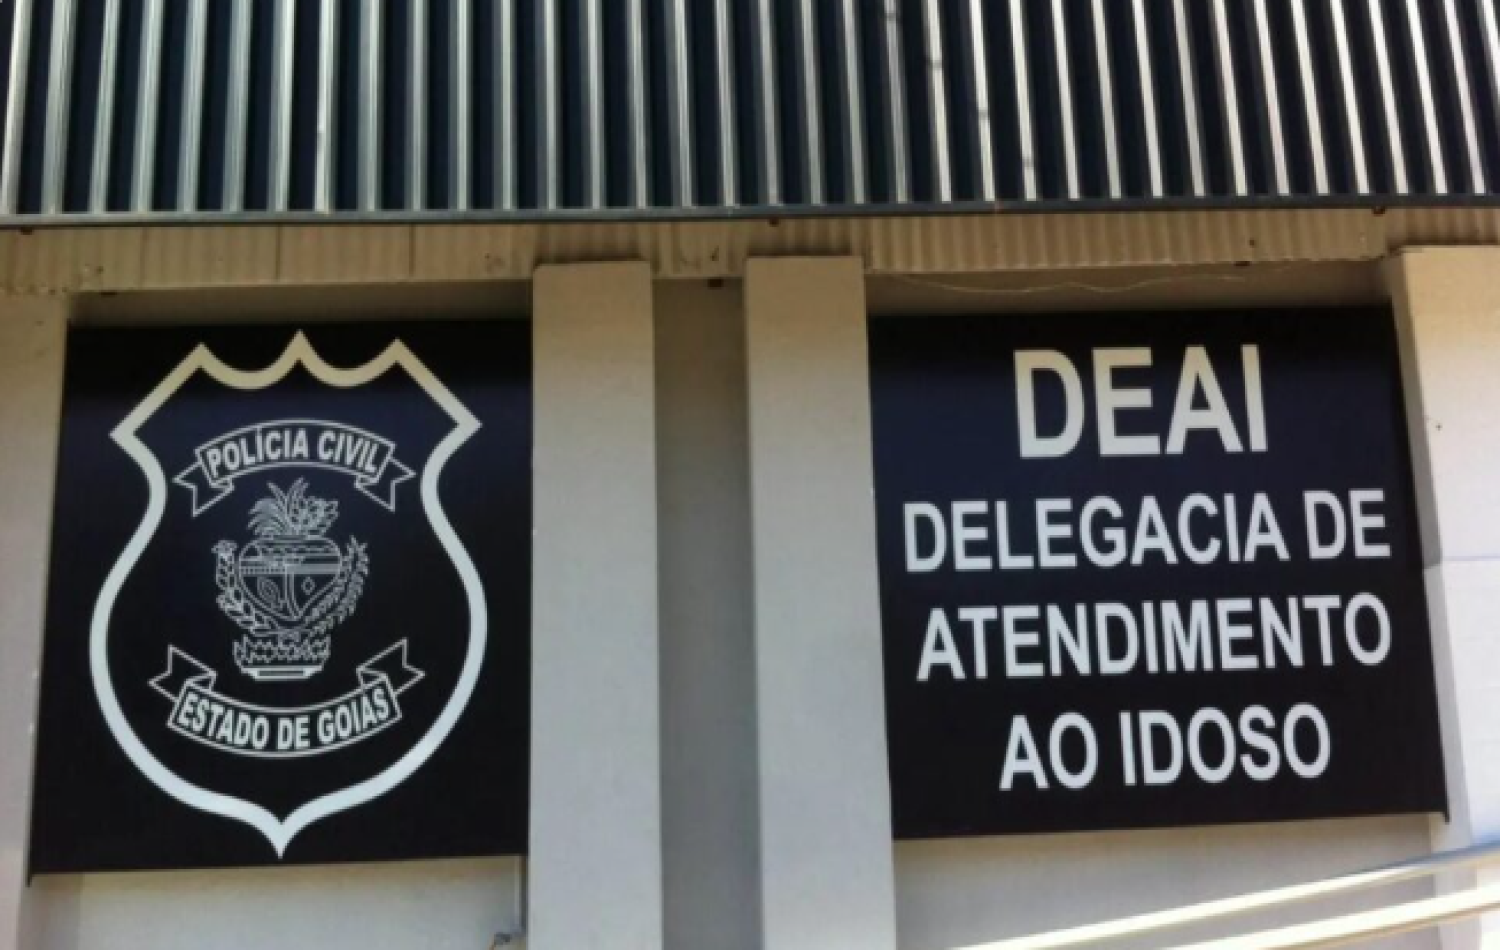 POLÍCIA CIVIL
ESTADO DE GOIÁS
DEAI
DELEGACIA DE
ATENDIMENTO
AO IDOSO